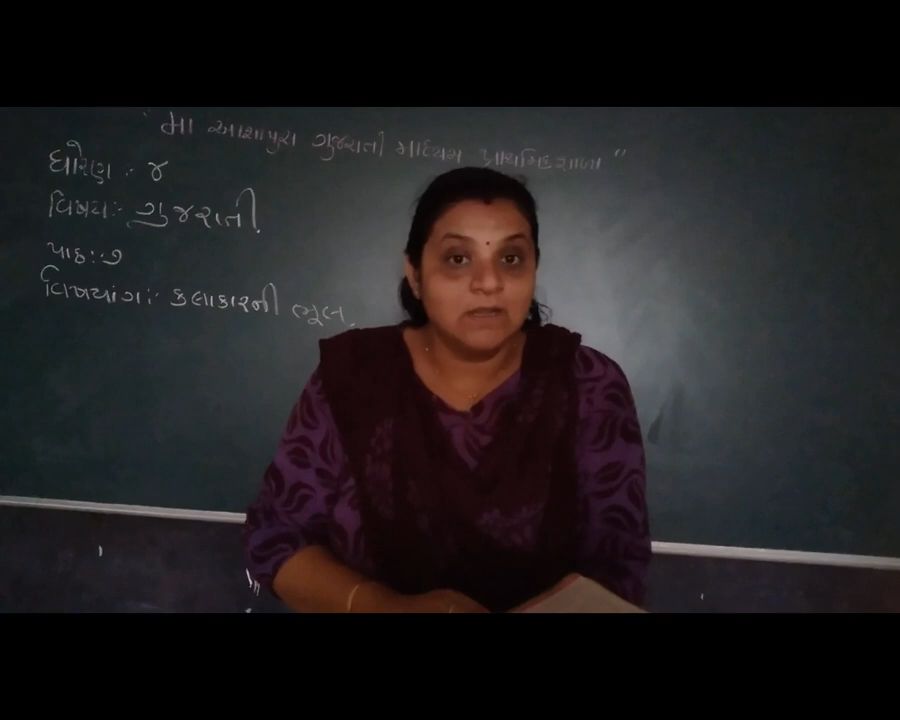 "મા આશાપુરા ગુજરાતી માધ્યમ પ્રાથમિક શાળા"
ધોરણ :- ૪
વિષય :- ગુજરાતી.
પાઠ :- ૭
વિષયાંગ :- કલાકારની ભૂલ.